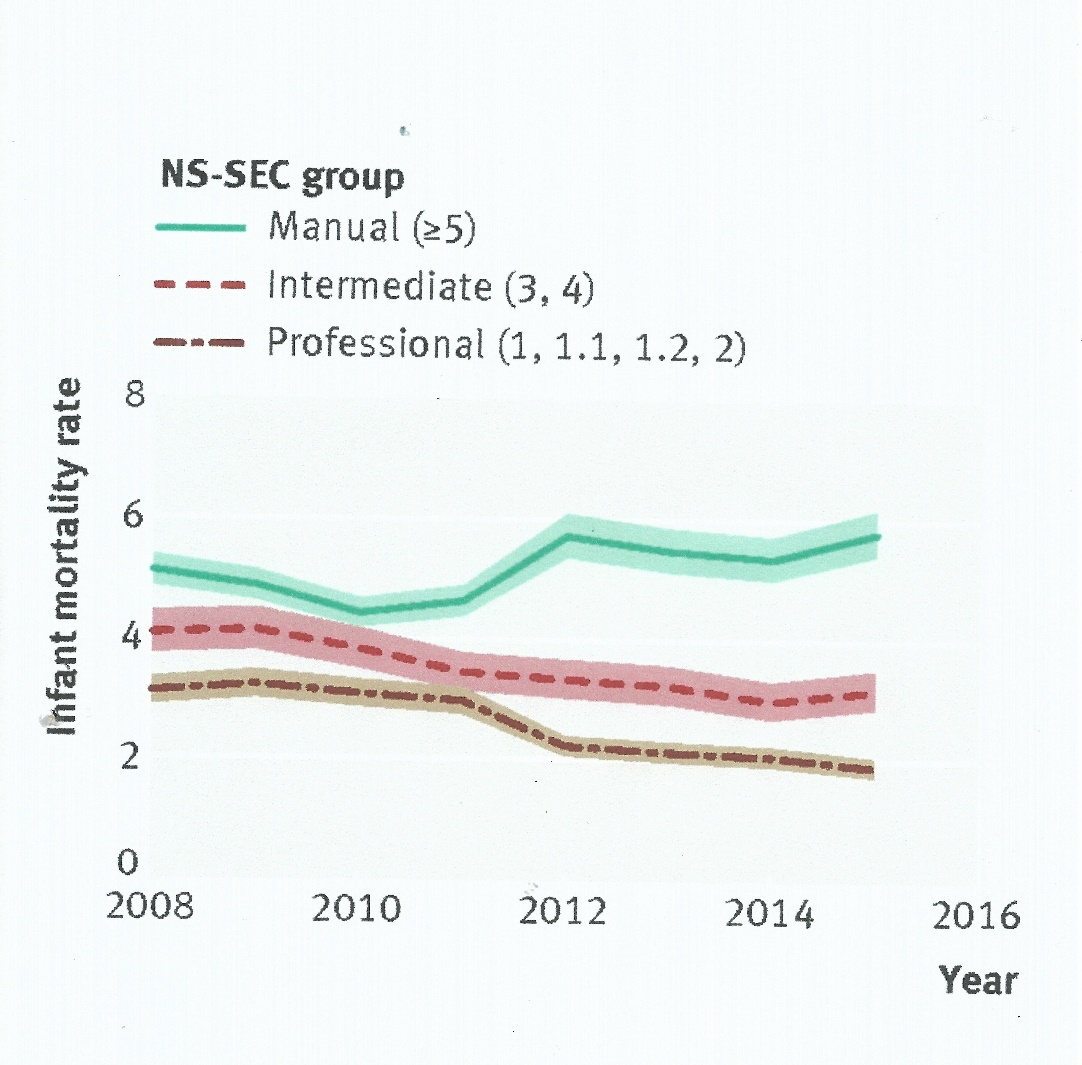 NS-SEC group
Manual (≥5)
Intermediate (3, 4)
Professional (1, 1.1, 1.2, 2)
Infant mortality rate
8
6
4
2
0
2008 2010 2012 2014 2016
Year